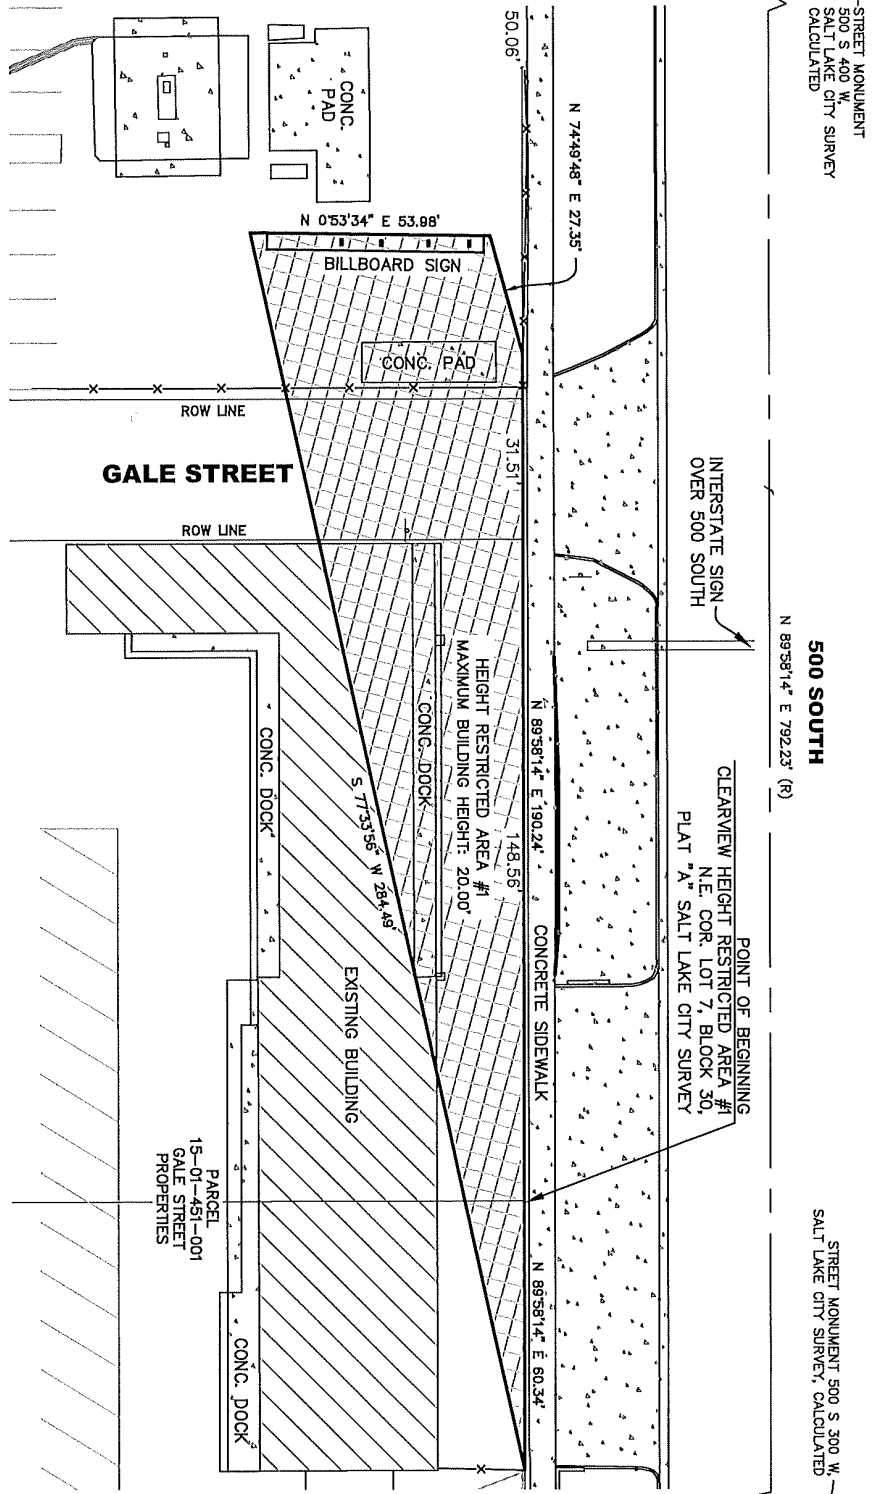 STREET MONUMENT
500 S 400 W,
SALT LAKE CITY SURVEY
CALCULATED
50.06'
CONC.
PAD
N 74°49'48" E 27.35'
N 0°53'34" E 53.98'
BILLBOARD SIGN
CONC. PAD
ROW LINE
31.51'
GALE STREET
ROW LINE
INTERSTATE SIGN
OVER 500 SOUTH
500 SOUTH
N 89°58'14" E 792.23' (R)
HEIGHT RESTRICTED AREA #1
MAXIMUM BUILDING HEIGHT: 20.00'
CONC. DOCK
CONC. DOCK
N 89°58'14" E 190.24'
148.56'
S 77°33'56" W 284.49'
POINT OF BEGINNING
CLEARVIEW HEIGHT RESTRICTED AREA #1
N.E. COR. LOT 7, BLOCK 30,
PLAT "A" SALT LAKE CITY SURVEY
CONCRETE SIDEWALK
EXISTING BUILDING
PARCEL
15-01-451-001
GALE STREET
PROPERTIES
N 89°58'14" E 60.34'
CONC. DOCK
STREET MONUMENT 500 S 300 W,
SALT LAKE CITY SURVEY, CALCULATED